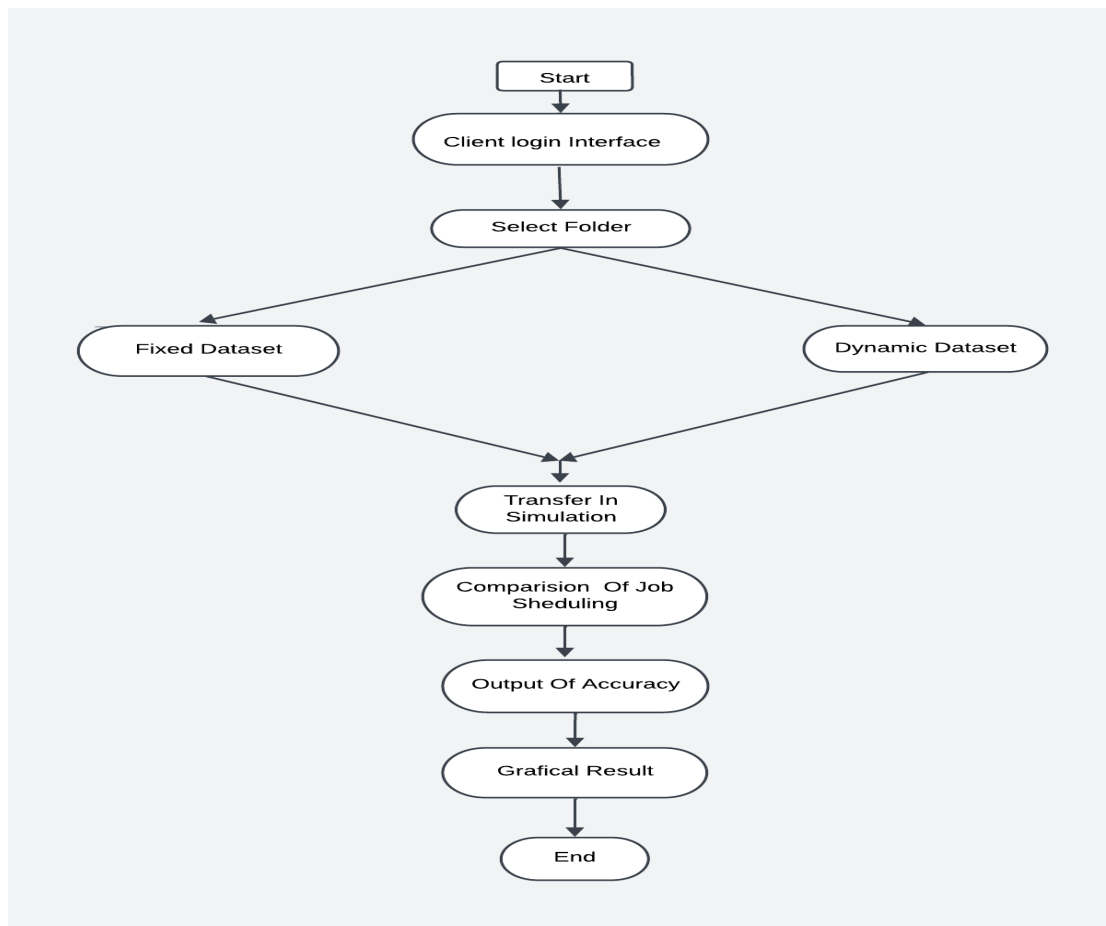 Start
Client login Interface
Select Folder
Fixed Dataset
Dynamic Dataset
Transfer In
Simulation
Comparision  Of Job
Sheduling
Output Of Accuracy
Grafical Result
End